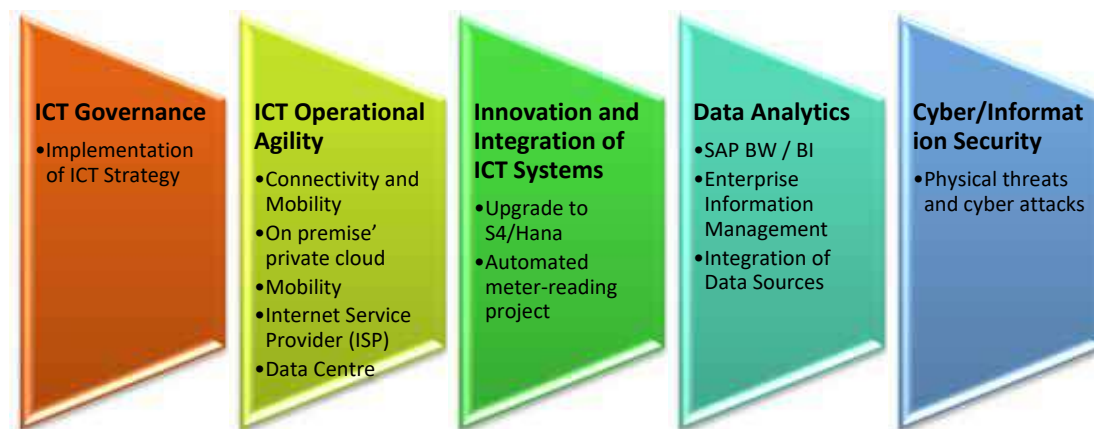 ICT Governance
•Implementation
of ICT Strategy
ICT Operational
Agility
•Connectivity and
Mobility
•On premise’
private cloud
•Mobility
•Internet Service
Provider (ISP)
•Data Centre
Innovation and
Integration of
ICT Systems
•Upgrade to
S4/Hana
•Automated
meter-reading
project
Data Analytics
•SAP BW / BI
•Enterprise
Information
Management
•Integration of
Data Sources
Cyber/Informat
ion Security
•Physical threats
and cyber attacks